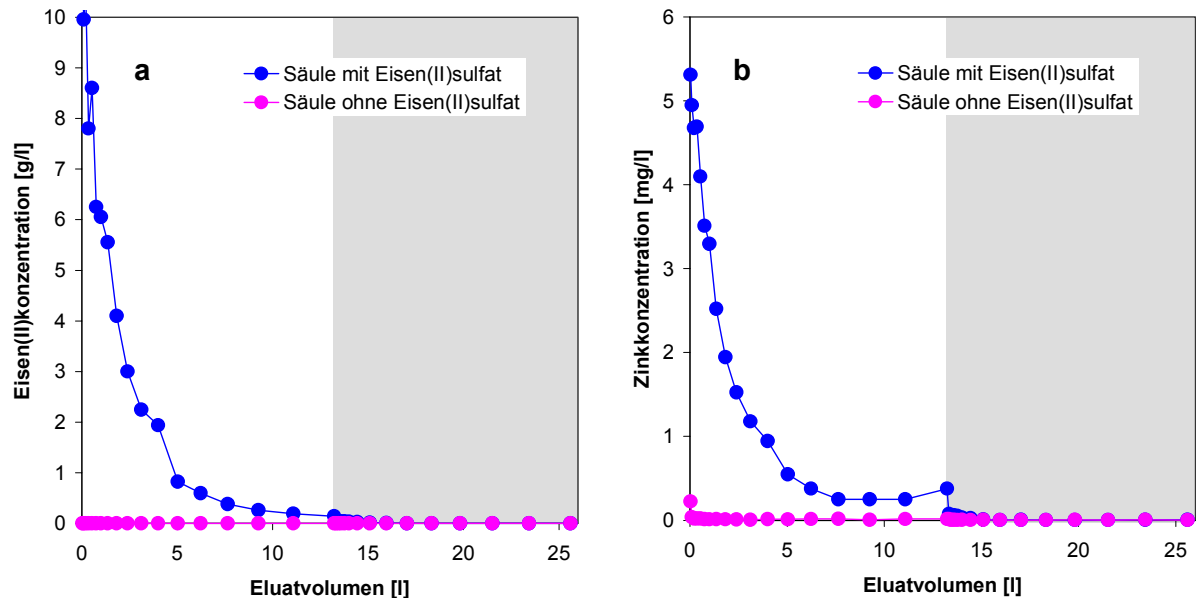 a
Säule mit Eisen(II)sulfat
Säule ohne Eisen(II)sulfat
Eisen(II)konzentration [g/l]
10
9
8
7
6
5
4
3
2
1
0
0 5 10 15 20 25
Eluatvolumen [l]
b
Säule mit Eisen(II)sulfat
Säule ohne Eisen(II)sulfat
Zinkkonzentration [mg/l]
6
5
4
3
2
1
0
0 5 10 15 20 25
Eluatvolumen [l]